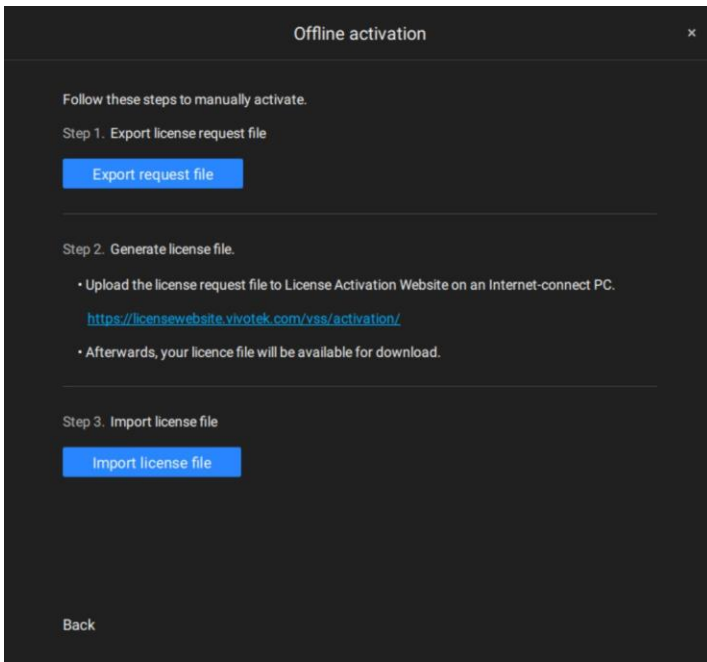 Offline activation
×
Follow these steps to manually activate.
Step 1. Export license request file
Export request file
Step 2. Generate license file.
• Upload the license request file to License Activation Website on an Internet-connect PC.
https://licensewebsite.vivotek.com/vss/activation/
• Afterwards, your licence file will be available for download.
Step 3. Import license file
Import license file
Back